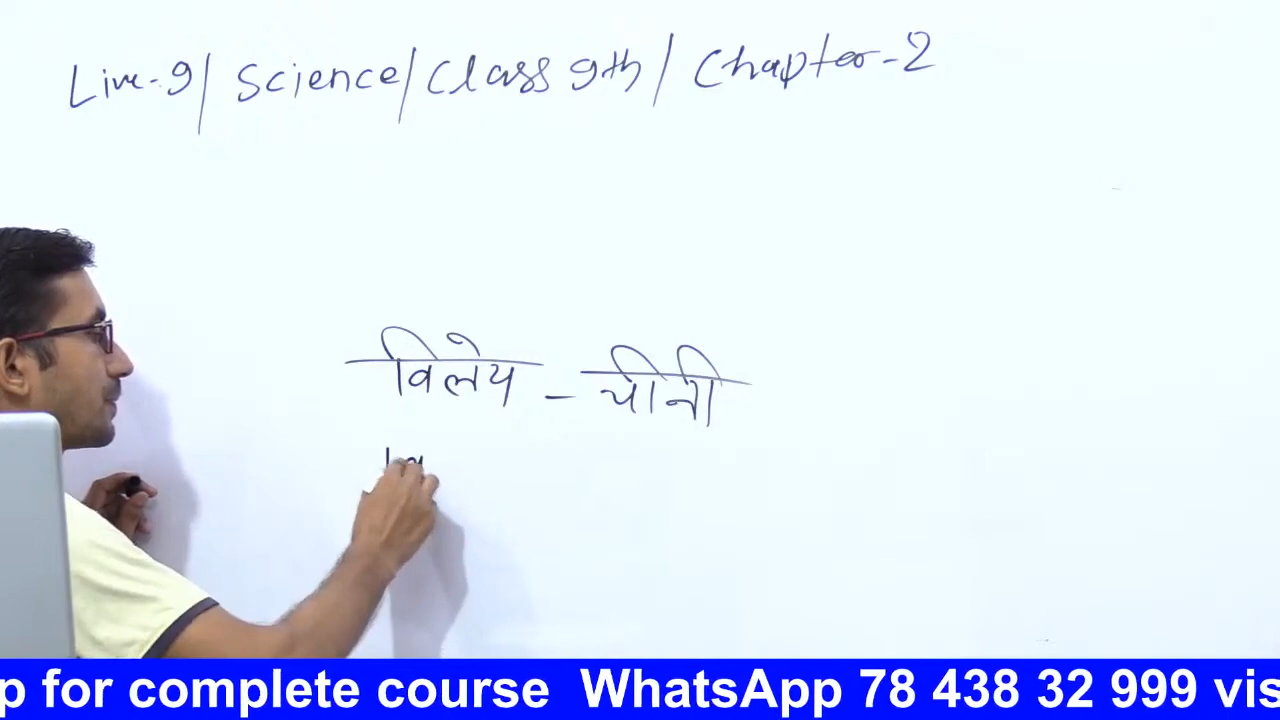 Live-9/ Science/ Class 9th/ Chapter-2
विलेय - चीनी
p for complete course WhatsApp 78 438 32 999 vis